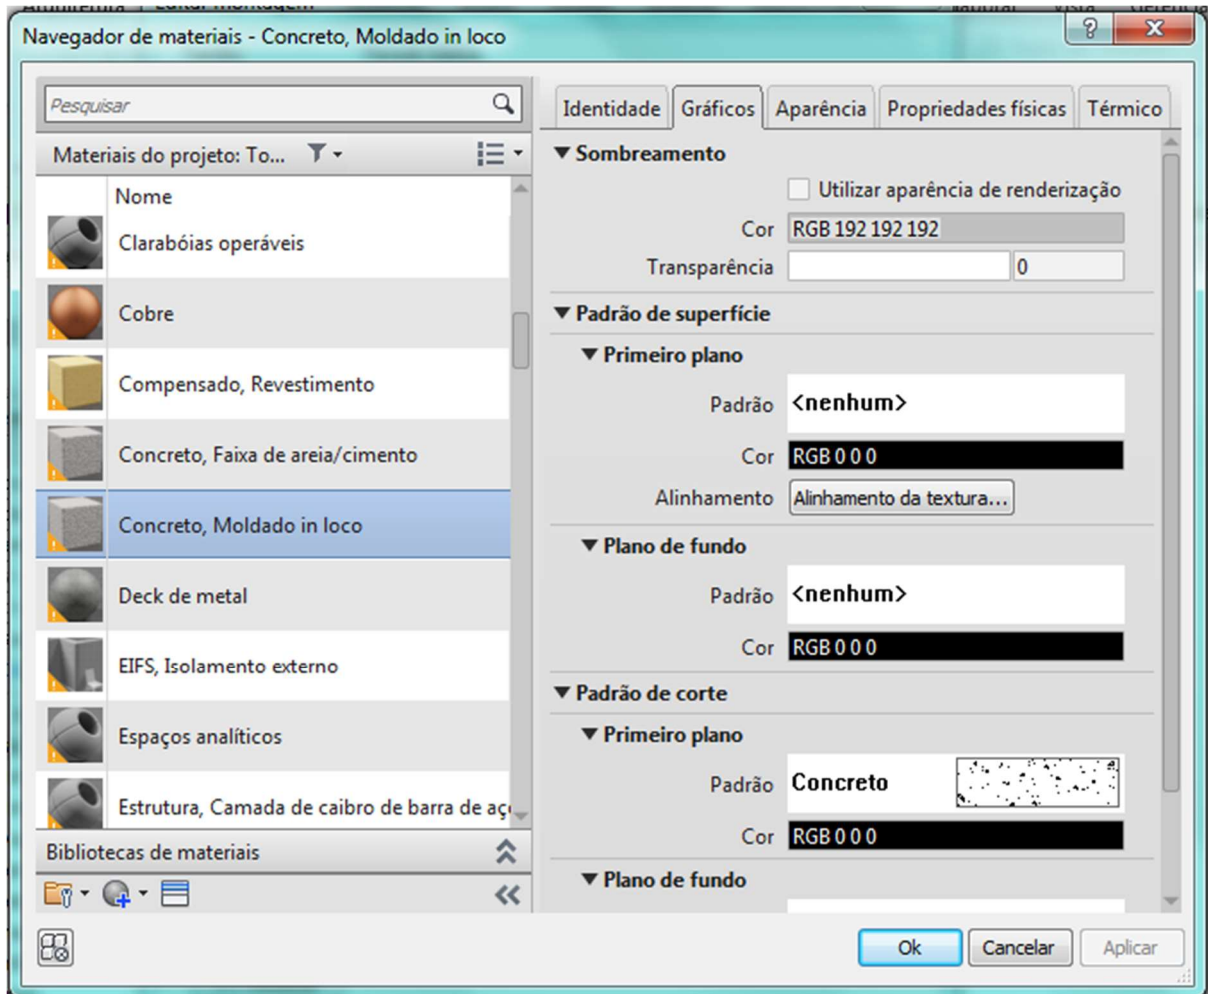 Arquitetura | Editar montagem
Vista Gerencia
Navegador de materiais - Concreto, Moldado in loco
Pesquisar
Materiais do projeto: To...
Nome
Clarabóias operáveis
Cobre
Compensado, Revestimento
Concreto, Faixa de areia/cimento
Concreto, Moldado in loco
Deck de metal
EIFS, Isolamento externo
Espaços analíticos
Estrutura, Camada de caibro de barra de aç
Bibliotecas de materiais
Identidade Gráficos Aparência Propriedades físicas Térmico
Sombreamento
Utilizar aparência de renderização
Cor RGB 192 192 192
Transparência 0
Padrão de superfície
Primeiro plano
Padrão <nenhum>
Cor RGB 0 0 0
Alinhamento Alinhamento da textura...
Plano de fundo
Padrão <nenhum>
Cor RGB 0 0 0
Padrão de corte
Primeiro plano
Padrão Concreto
Cor RGB 0 0 0
Plano de fundo
Ok Cancelar Aplicar